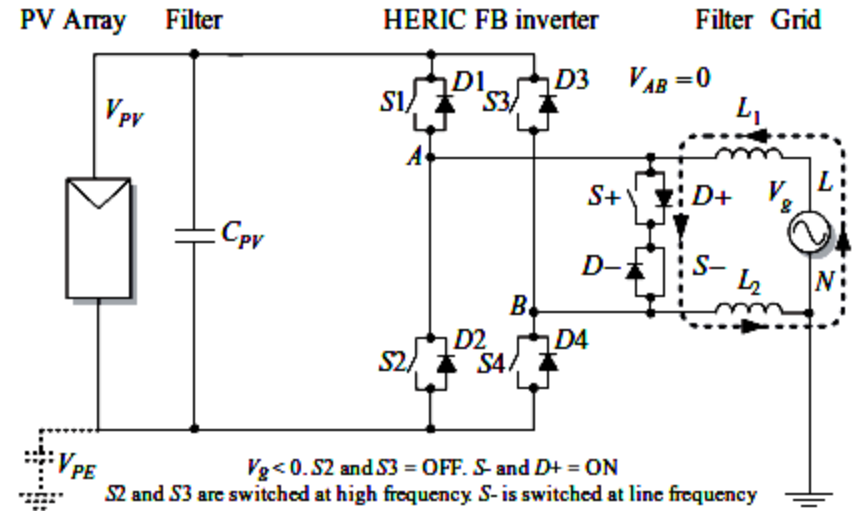 PV Array Filter HERIC FB inverter Filter Grid
D1 D3 V_AB = 0
S1 S3
V_PV L_1
A
S+ D+ V_g L
C_PV
D- S- L_2 N
B
D2 D4
S2 S4
V_PE V_g < 0. S2 and S3 = OFF. S- and D+ = ON
S2 and S3 are switched at high frequency. S- is switched at line frequency